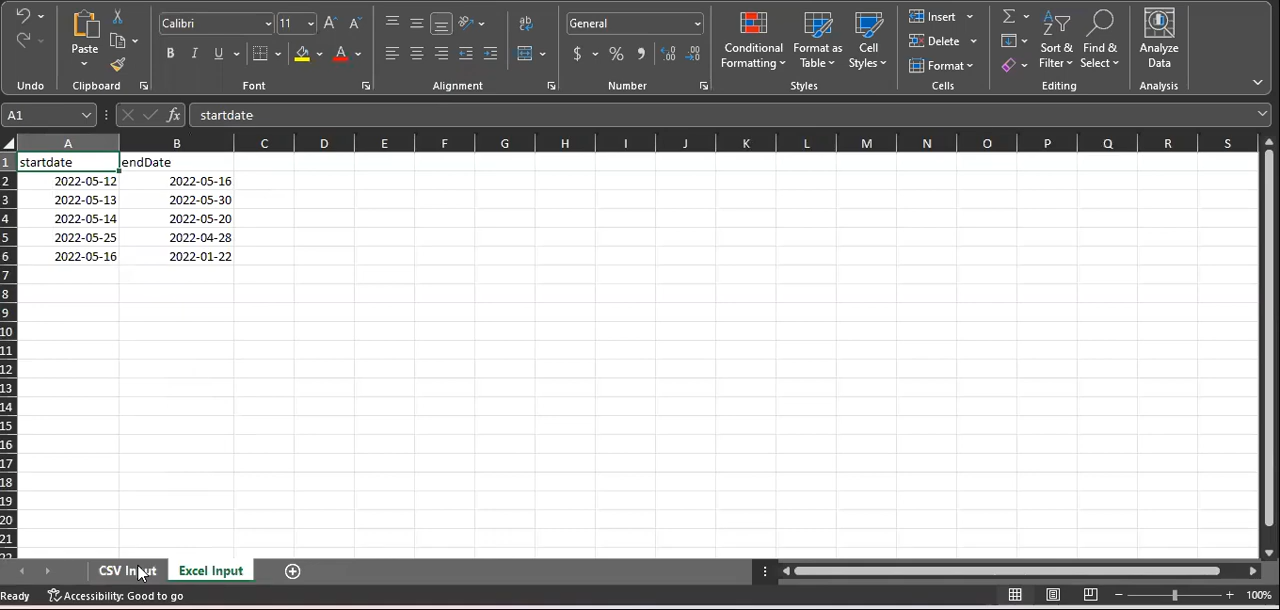 Calibri 11 General Insert
Paste Conditional Formatting Format as Table Cell Styles Delete Sort & Filter Find & Select Analyze Data
Format
Undo Clipboard Font Alignment Number Styles Cells Editing Analysis
A1 fx startdate
A B C D E F G H I J K L M N O P Q R S
1 startdate endDate
2 2022-05-12 2022-05-16
3 2022-05-13 2022-05-30
4 2022-05-14 2022-05-20
5 2022-05-25 2022-04-28
6 2022-05-16 2022-01-22
7
8
9
10
11
12
13
14
15
16
17
18
19
20
21
22
CSV Input Excel Input
Ready Accessibility: Good to go 100%